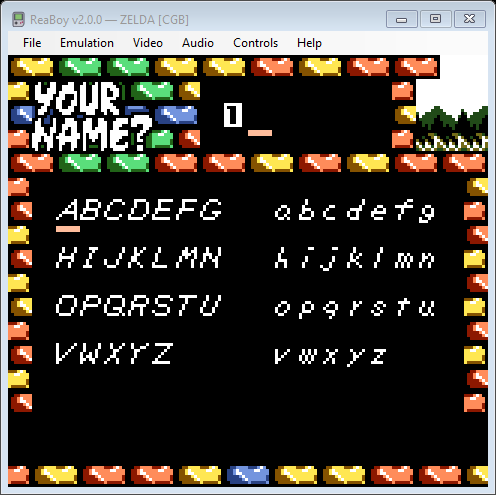 ReaBoy v2.0.0 — ZELDA [CGB]
File Emulation Video Audio Controls Help
YOUR
NAME?
1
ABCDEFG abcdefg
HIJKLMN hijklmn
OPQRSTU opqrstu
VWXYZ vwxyz